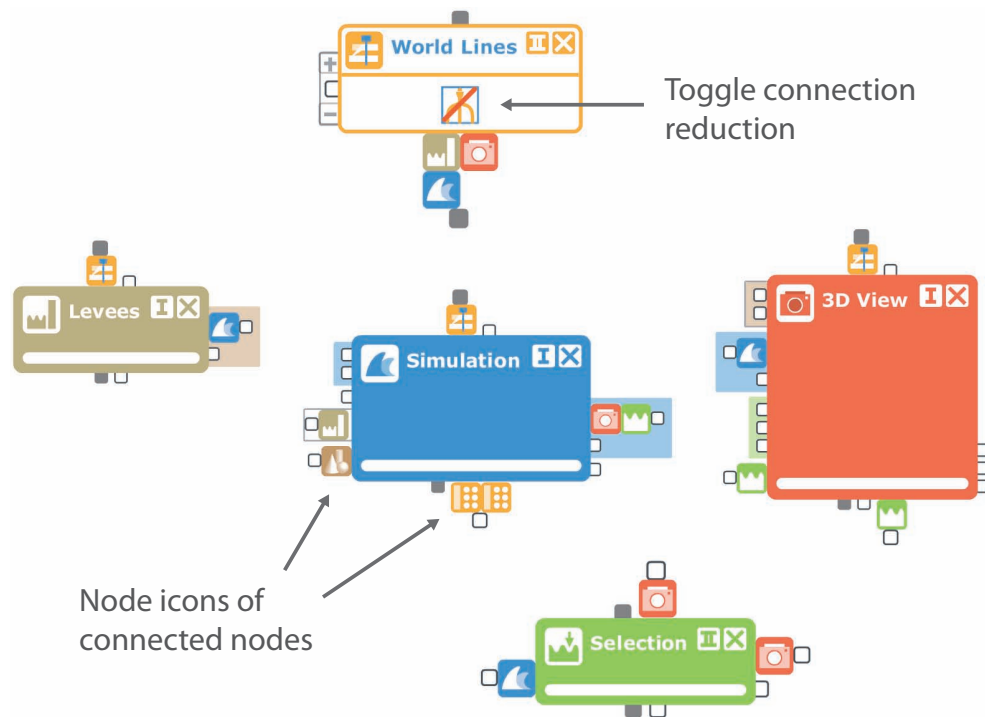 World Lines
Toggle connection
reduction
Levees
Simulation
3D View
Node icons of
connected nodes
Selection